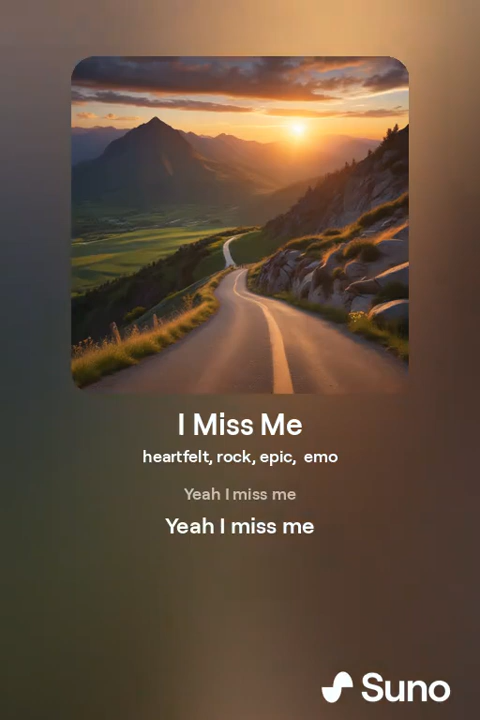 I Miss Me
heartfelt, rock, epic,  emo
Yeah I miss me
Yeah I miss me
Suno